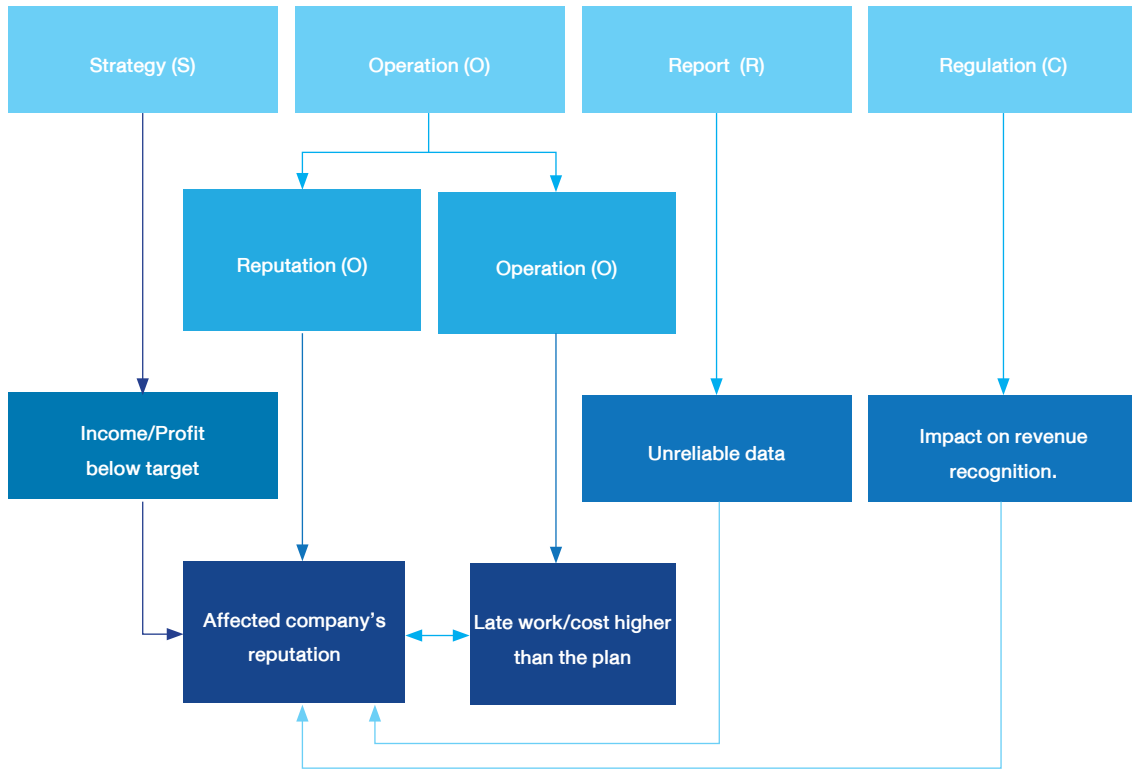 Strategy (S)
Operation (O)
Report (R)
Regulation (C)
Reputation (O)
Operation (O)
Income/Profit
below target
Unreliable data
Impact on revenue
recognition.
Affected company’s
reputation
Late work/cost higher
than the plan